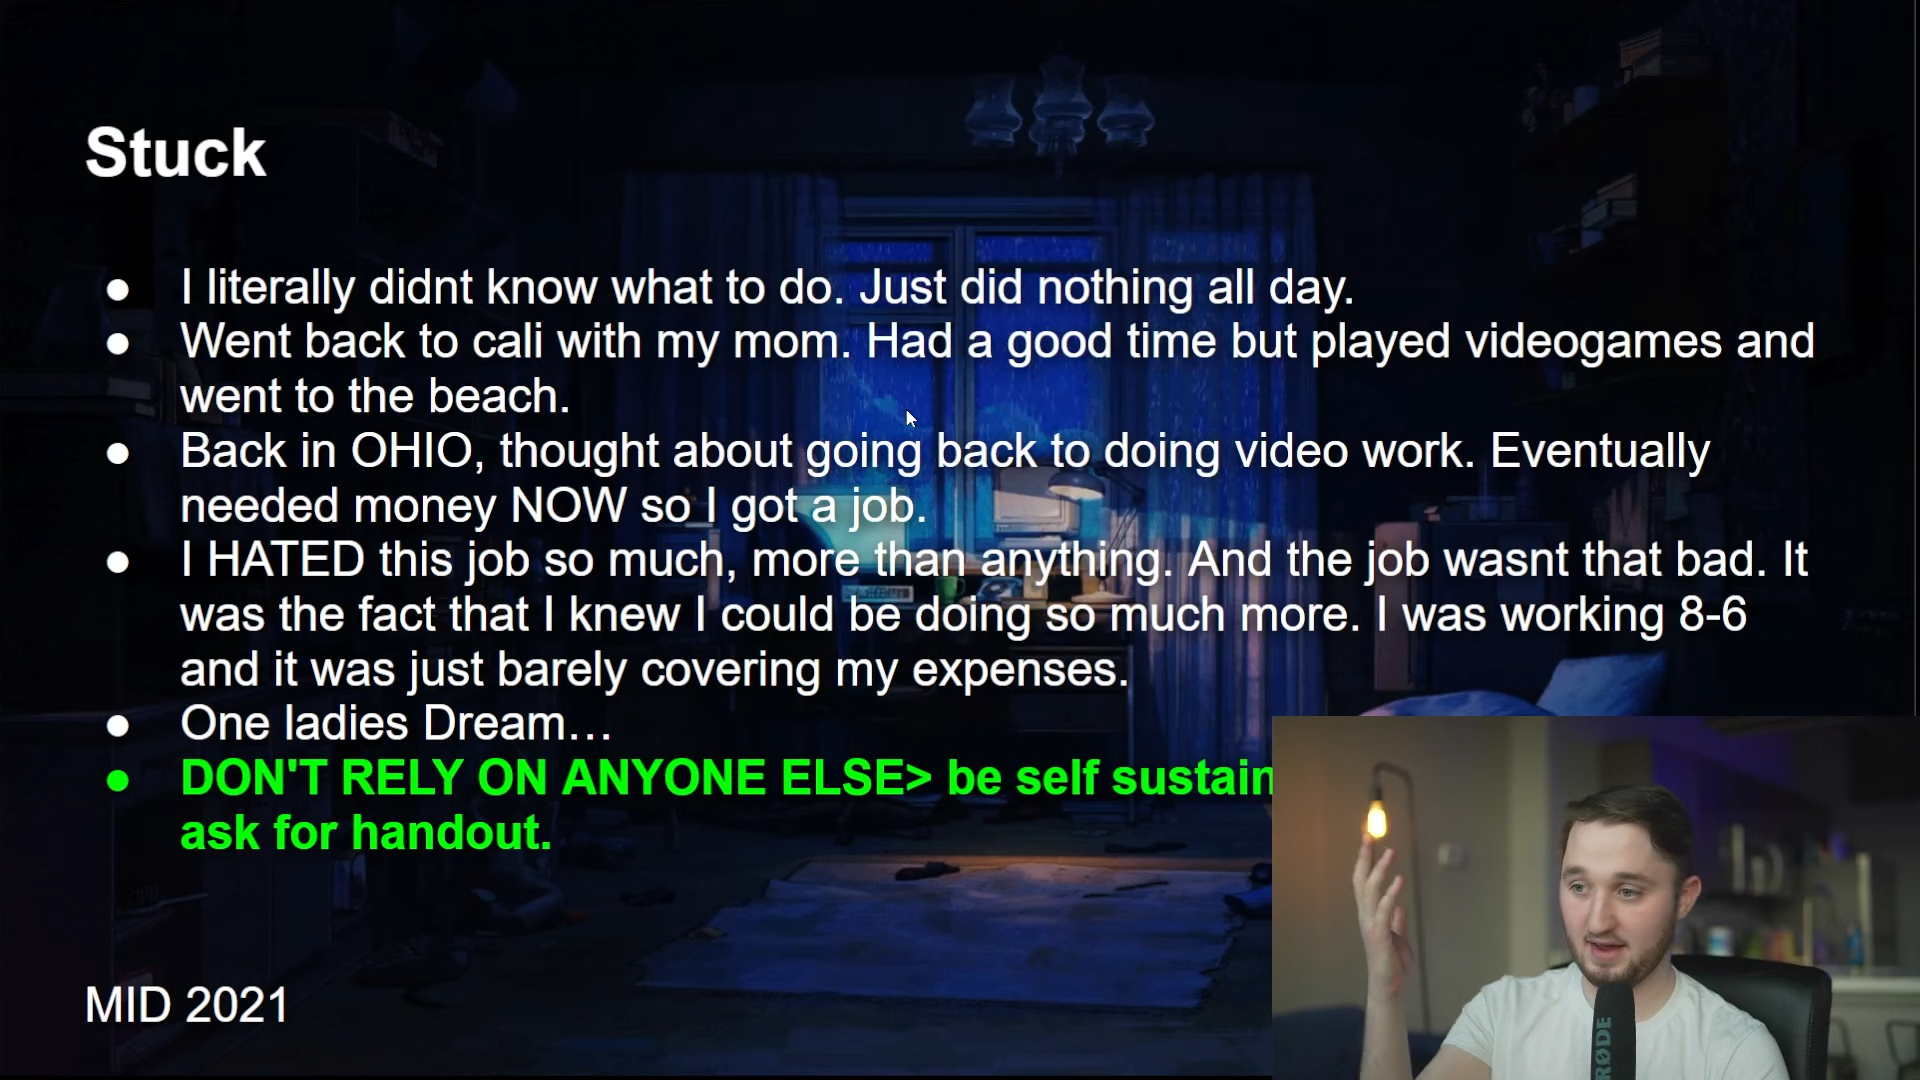 Stuck
● I literally didnt know what to do. Just did nothing all day.
● Went back to cali with my mom. Had a good time but played videogames and
went to the beach.
● Back in OHIO, thought about going back to doing video work. Eventually
needed money NOW so I got a job.
● I HATED this job so much, more than anything. And the job wasnt that bad. It
was the fact that I knew I could be doing so much more. I was working 8-6
and it was just barely covering my expenses.
● One ladies Dream…
● DON'T RELY ON ANYONE ELSE> be self sustain
ask for handout.
MID 2021
RØDE